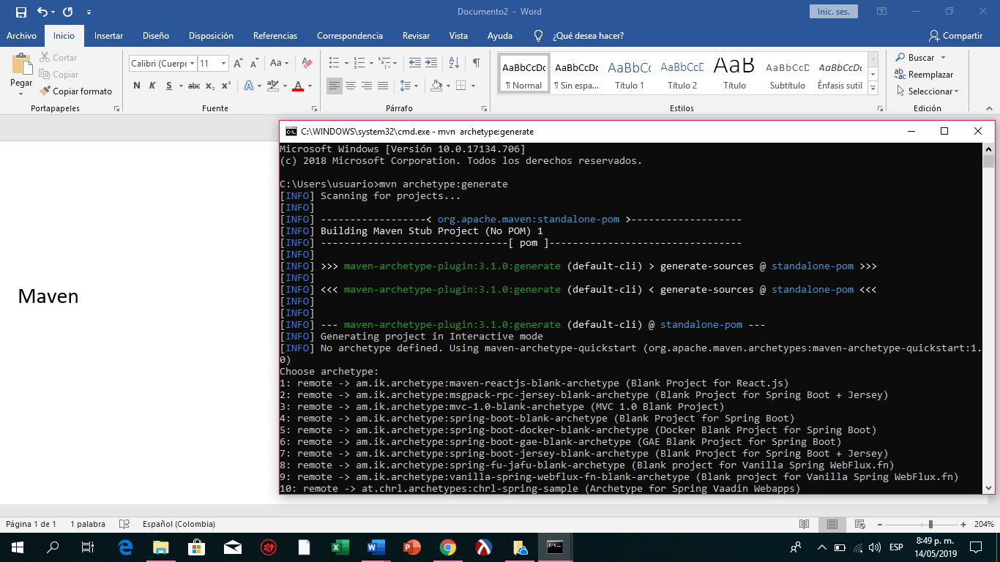 Documento2 - Word
Inic. ses.
Archivo Inicio Insertar Diseño Disposición Referencias Correspondencia Revisar Vista Ayuda ¿Qué desea hacer? Compartir
Pegar
Cortar
Copiar
Copiar formato
Portapapeles
Calibri (Cuerpo 11
Aa
N K S abc x₂ x²
Fuente
Párrafo
AaBbCcDc AaBbCcDc AaBbCc AaBbCcD AaB AaBbCcD AaBbCcDc
¶ Normal ¶ Sin espa... Título 1 Título 2 Título Subtítulo Énfasis sutil
Estilos
Buscar
Reemplazar
Seleccionar
Edición
Maven
C:\WINDOWS\system32\cmd.exe - mvn archetype:generate
Microsoft Windows [Versión 10.0.17134.706]
(c) 2018 Microsoft Corporation. Todos los derechos reservados.
C:\Users\usuario>mvn archetype:generate
[INFO] Scanning for projects...
[INFO]
[INFO] ------------------< org.apache.maven:standalone-pom >-------------------
[INFO] Building Maven Stub Project (No POM) 1
[INFO] --------------------------------[ pom ]---------------------------------
[INFO]
[INFO] >>> maven-archetype-plugin:3.1.0:generate (default-cli) > generate-sources @ standalone-pom >>>
[INFO]
[INFO] <<< maven-archetype-plugin:3.1.0:generate (default-cli) < generate-sources @ standalone-pom <<<
[INFO]
[INFO]
[INFO] --- maven-archetype-plugin:3.1.0:generate (default-cli) @ standalone-pom ---
[INFO] Generating project in Interactive mode
[INFO] No archetype defined. Using maven-archetype-quickstart (org.apache.maven.archetypes:maven-archetype-quickstart:1.
0)
Choose archetype:
1: remote -> am.ik.archetype:maven-reactjs-blank-archetype (Blank Project for React.js)
2: remote -> am.ik.archetype:msgpack-rpc-jersey-blank-archetype (Blank Project for Spring Boot + Jersey)
3: remote -> am.ik.archetype:mvc-1.0-blank-archetype (MVC 1.0 Blank Project)
4: remote -> am.ik.archetype:spring-boot-blank-archetype (Blank Project for Spring Boot)
5: remote -> am.ik.archetype:spring-boot-docker-blank-archetype (Docker Blank Project for Spring Boot)
6: remote -> am.ik.archetype:spring-boot-gae-blank-archetype (GAE Blank Project for Spring Boot)
7: remote -> am.ik.archetype:spring-boot-jersey-blank-archetype (Blank Project for Spring Boot + Jersey)
8: remote -> am.ik.archetype:spring-fu-jafu-blank-archetype (Blank project for Vanilla Spring WebFlux.fn)
9: remote -> am.ik.archetype:vanilla-spring-webflux-fn-blank-archetype (Blank project for Vanilla Spring WebFlux.fn)
10: remote -> at.chrl.archetypes:chrl-spring-sample (Archetype for Spring Vaadin Webapps)
Página 1 de 1 1 palabra Español (Colombia) 204%
ESP
8:49 p. m.
14/05/2019